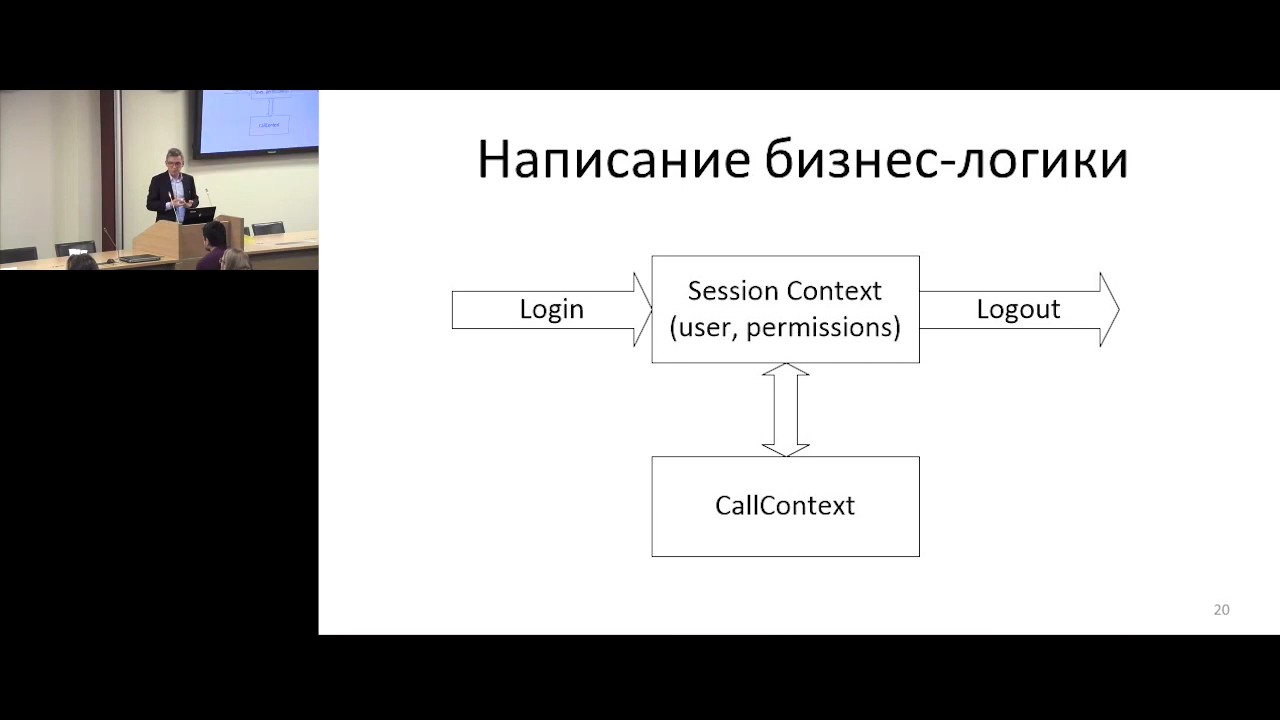 Написание бизнес-логики
Login
Session Context
(user, permissions)
Logout
CallContext
20